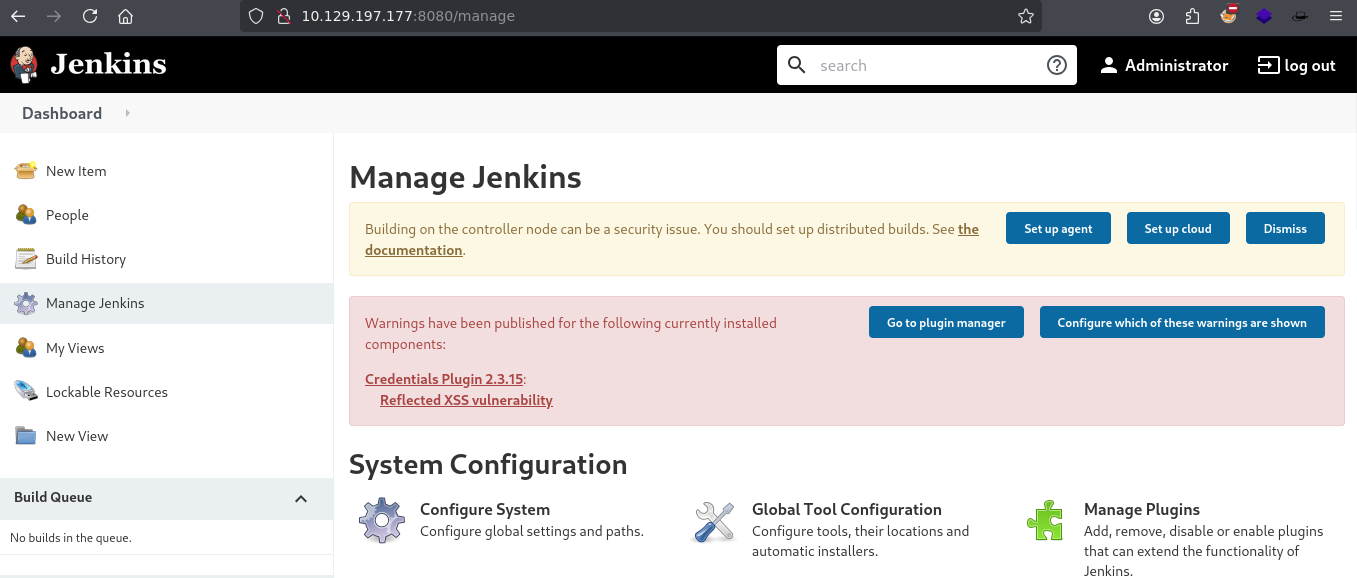 10.129.197.177:8080/manage
Jenkins
search
Administrator
log out
Dashboard
New Item
People
Build History
Manage Jenkins
My Views
Lockable Resources
New View
Build Queue
No builds in the queue.
Manage Jenkins
Building on the controller node can be a security issue. You should set up distributed builds. See the
documentation.
Set up agent
Set up cloud
Dismiss
Warnings have been published for the following currently installed
components:
Go to plugin manager
Configure which of these warnings are shown
Credentials Plugin 2.3.15:
Reflected XSS vulnerability
System Configuration
Configure System
Configure global settings and paths.
Global Tool Configuration
Configure tools, their locations and
automatic installers.
Manage Plugins
Add, remove, disable or enable plugins
that can extend the functionality of
Jenkins.